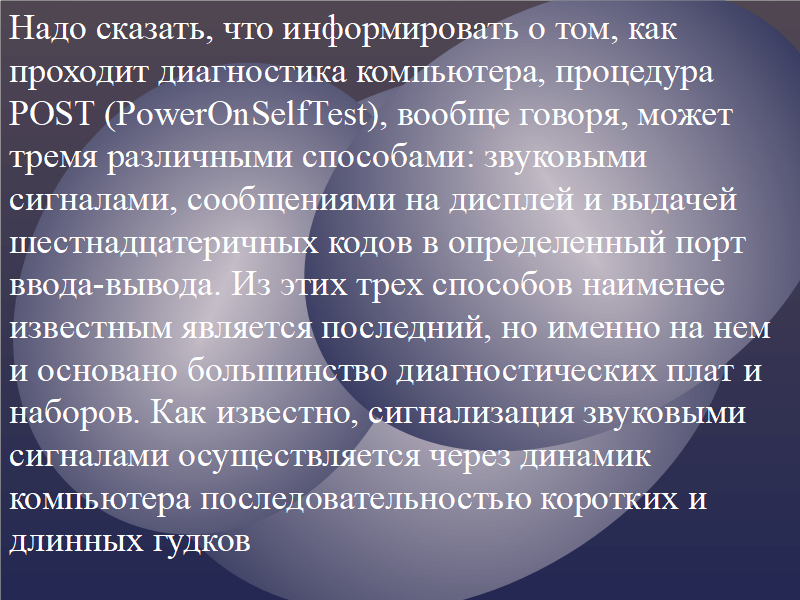 Надо сказать, что информировать о том, как
проходит диагностика компьютера, процедура
POST (PowerOnSelfTest), вообще говоря, может
тремя различными способами: звуковыми
сигналами, сообщениями на дисплей и выдачей
шестнадцатеричных кодов в определенный порт
ввода-вывода. Из этих трех способов наименее
известным является последний, но именно на нем
и основано большинство диагностических плат и
наборов. Как известно, сигнализация звуковыми
сигналами осуществляется через динамик
компьютера последовательностью коротких и
длинных гудков